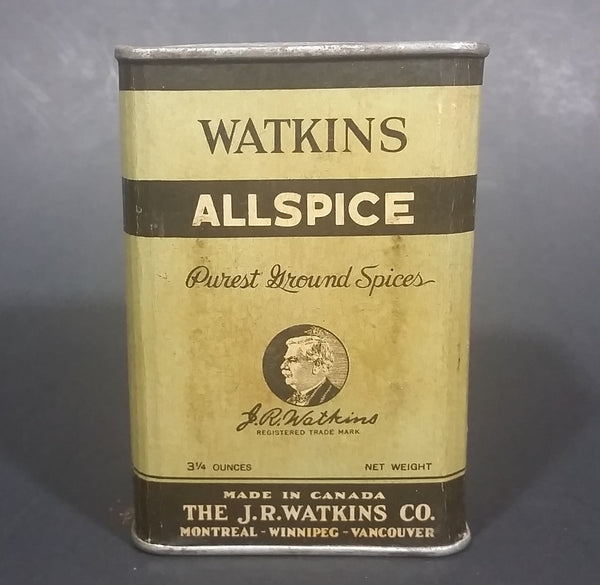 WATKINS
ALLSPICE
Purest Ground Spices
J.R. Watkins
REGISTERED TRADE MARK
3¼ OUNCES NET WEIGHT
MADE IN CANADA
THE J.R.WATKINS CO.
MONTREAL - WINNIPEG - VANCOUVER